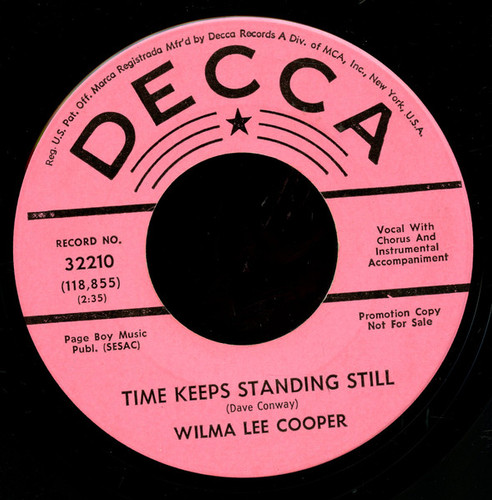 Reg. U.S. Pat. Off. Marca Registrada Mfr'd by Decca Records A Div. of MCA, Inc., New York, U.S.A.
DECCA
RECORD NO.
32210
(118,855)
(2:35)
Vocal With
Chorus And
Instrumental
Accompaniment
Page Boy Music
Publ. (SESAC)
Promotion Copy
Not For Sale
TIME KEEPS STANDING STILL
(Dave Conway)
WILMA LEE COOPER